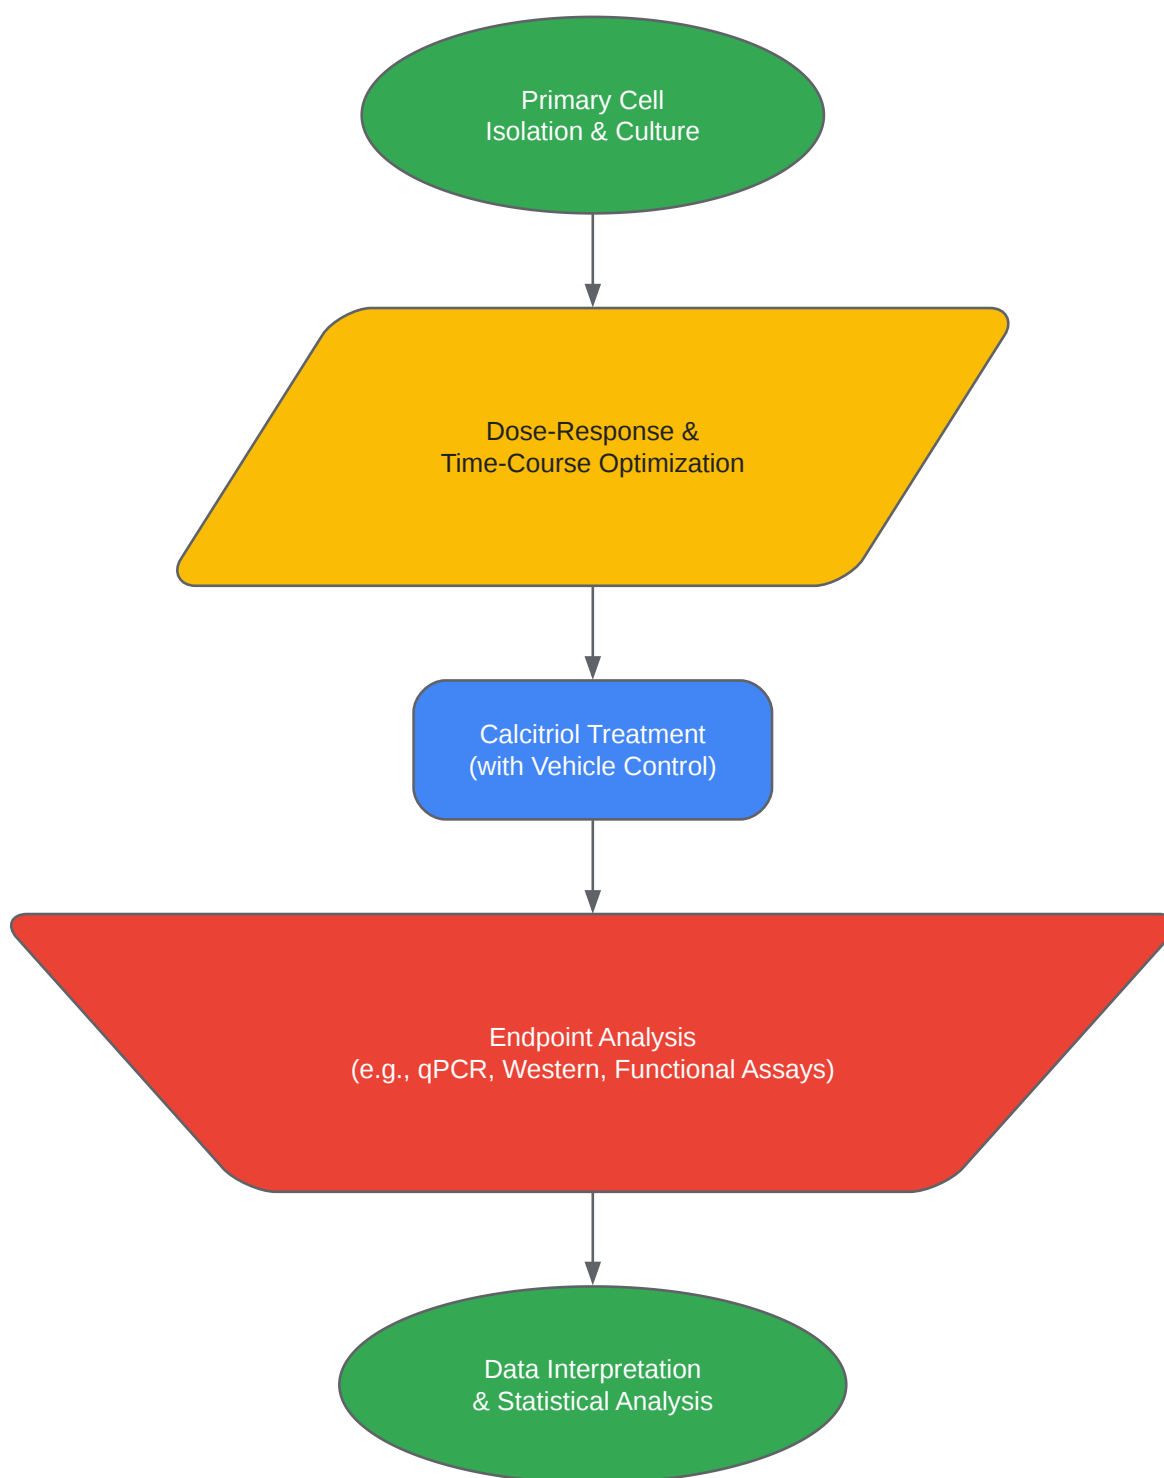 Primary Cell
Isolation & Culture
Dose-Response &
Time-Course Optimization
Calcitriol Treatment
(with Vehicle Control)
Endpoint Analysis
(e.g., qPCR, Western, Functional Assays)
Data Interpretation
& Statistical Analysis